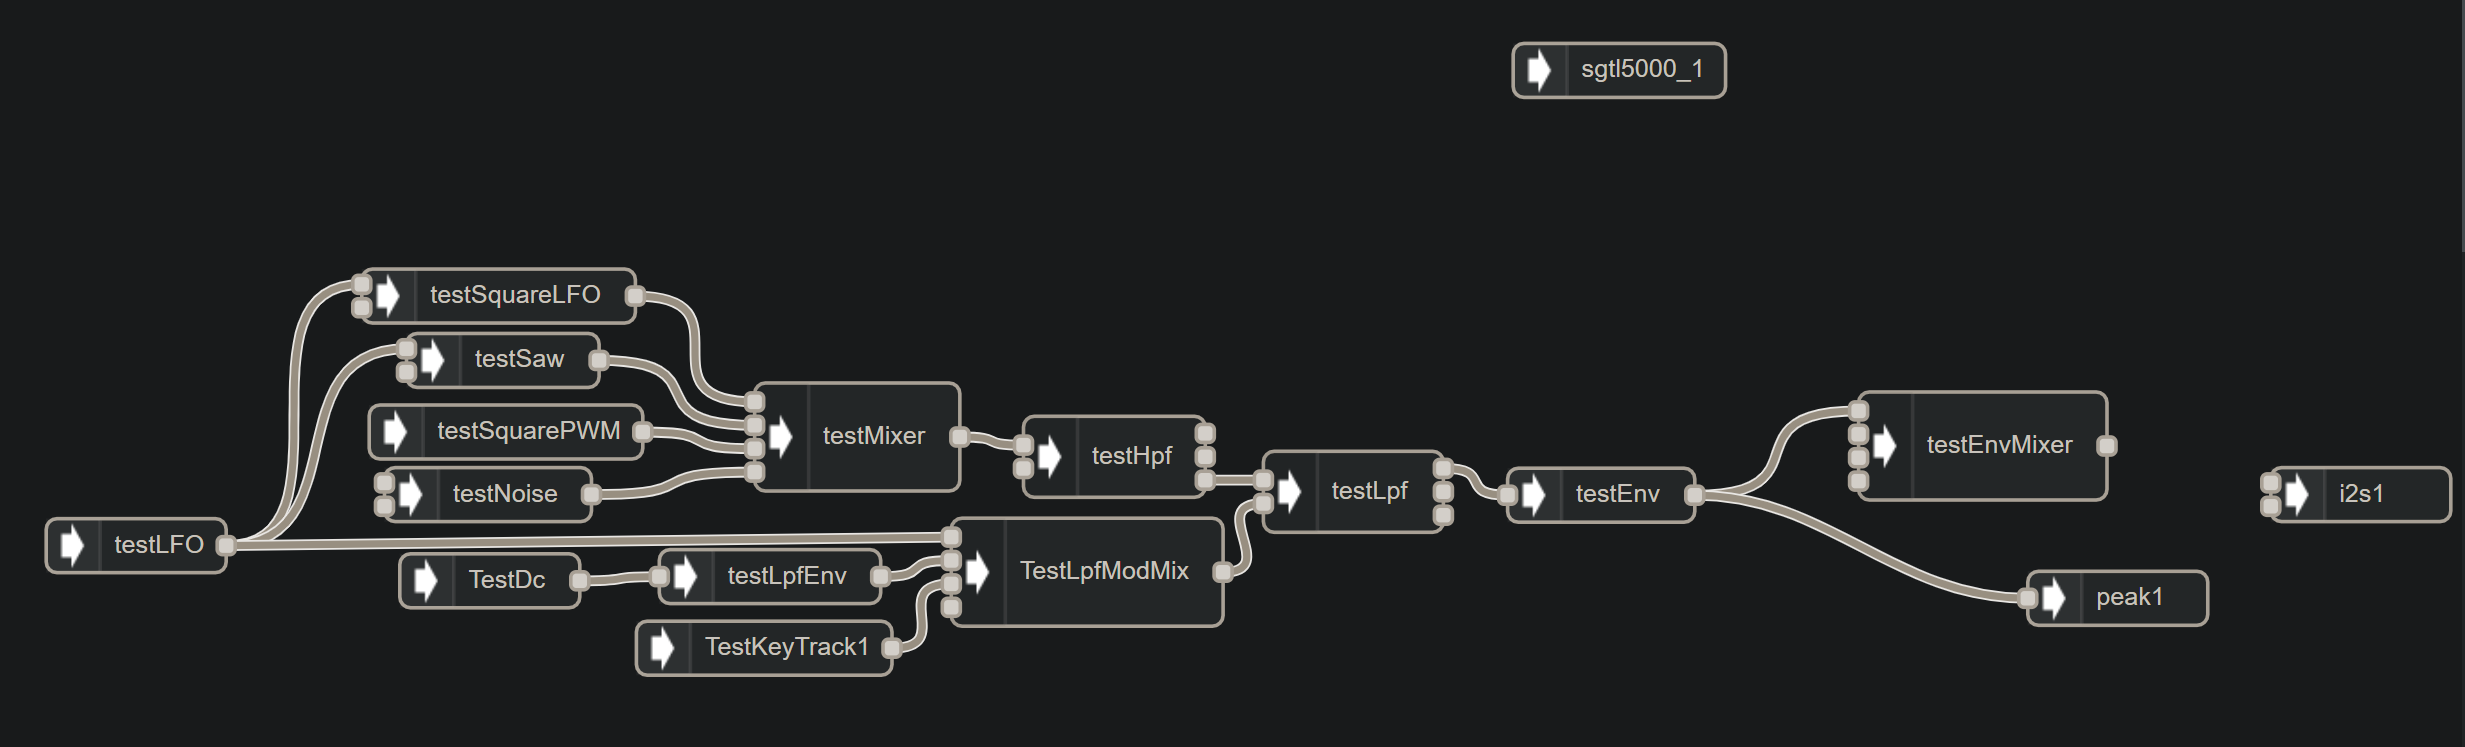 sgtl5000_1
testSquareLFO
testSaw
testSquarePWM
testMixer
testHpf
testNoise
testLpf
testEnv
testEnvMixer
i2s1
testLFO
TestDc
testLpfEnv
TestLpfModMix
peak1
TestKeyTrack1